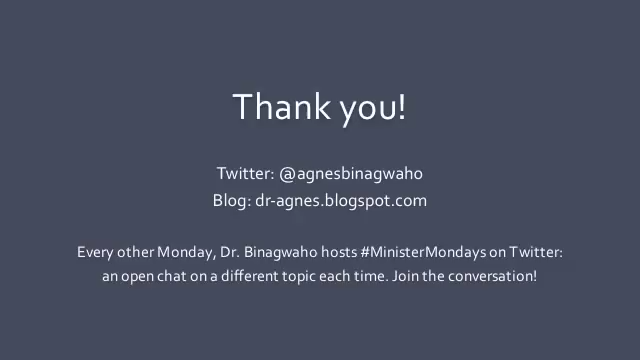 Thank you!
Twitter: @agnesbinagwaho
Blog: dr-agnes.blogspot.com
Every other Monday, Dr. Binagwaho hosts #MinisterMondays on Twitter:
an open chat on a different topic each time. Join the conversation!